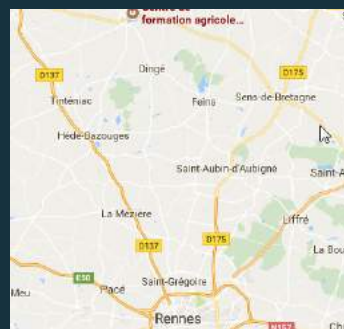 Centre de
formation agricole...
Dingé
D137
D175
Tinténiac
Feins
Sens-de-Bretagne
Hédé-Bazouges
Saint-Aubin-d'Aubigné
Saint-A
La Mézière
Liffré
D137
D175
La Bou
E50
Pacé
Saint-Grégoire
Meu
Rennes
N157
Ch